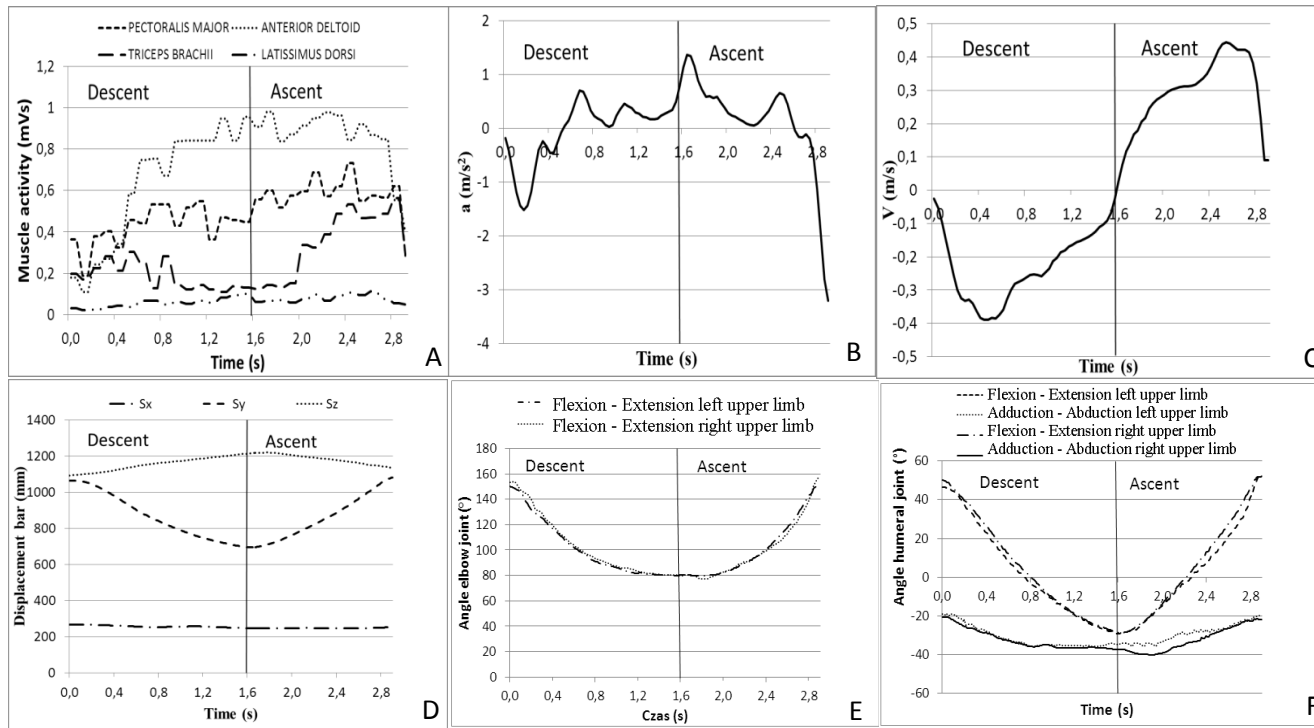 PECTORALIS MAJOR ANTERIOR DELTOID
TRICEPS BRACHII LATISSIMUS DORSI
Descent Ascent
Muscle activity (mVs)
1,2
1
0,8
0,6
0,4
0,2
0
0,0 0,4 0,8 1,6 2,0 2,4 2,8
Time (s)
A
Descent Ascent
a (m/s²)
2
1
0
-1
-2
-3
-4
0,0 0,4 0,8 1,2 1,6 2,0 2,4 2,8
Time (s)
B
Descent Ascent
V (m/s)
0,5
0,4
0,3
0,2
0,1
0
-0,1
-0,2
-0,3
-0,4
-0,5
0,0 0,4 0,8 1,2 1,6 2,0 2,4 2,8
Time (s)
C
Sx Sy Sz
Descent Ascent
Displacement bar (mm)
1400
1200
1000
800
600
400
200
0
0,0 0,4 0,8 1,2 1,6 2,0 2,4 2,8
Time (s)
D
Flexion - Extension left upper limb
Flexion - Extension right upper limb
Descent Ascent
Angle elbow joint (°)
180
160
140
120
100
80
60
40
20
0
0,0 0,4 0,8 1,2 1,6 2,0 2,4 2,8
Czas (s)
E
Flexion - Extension left upper limb
Adduction - Abduction left upper limb
Flexion - Extension right upper limb
Adduction - Abduction right upper limb
Descent Ascent
Angle humeral joint (°)
60
40
20
0
-20
-40
-60
0,0 0,4 0,8 1,2 1,6 2,0 2,4 2,8
Time (s)